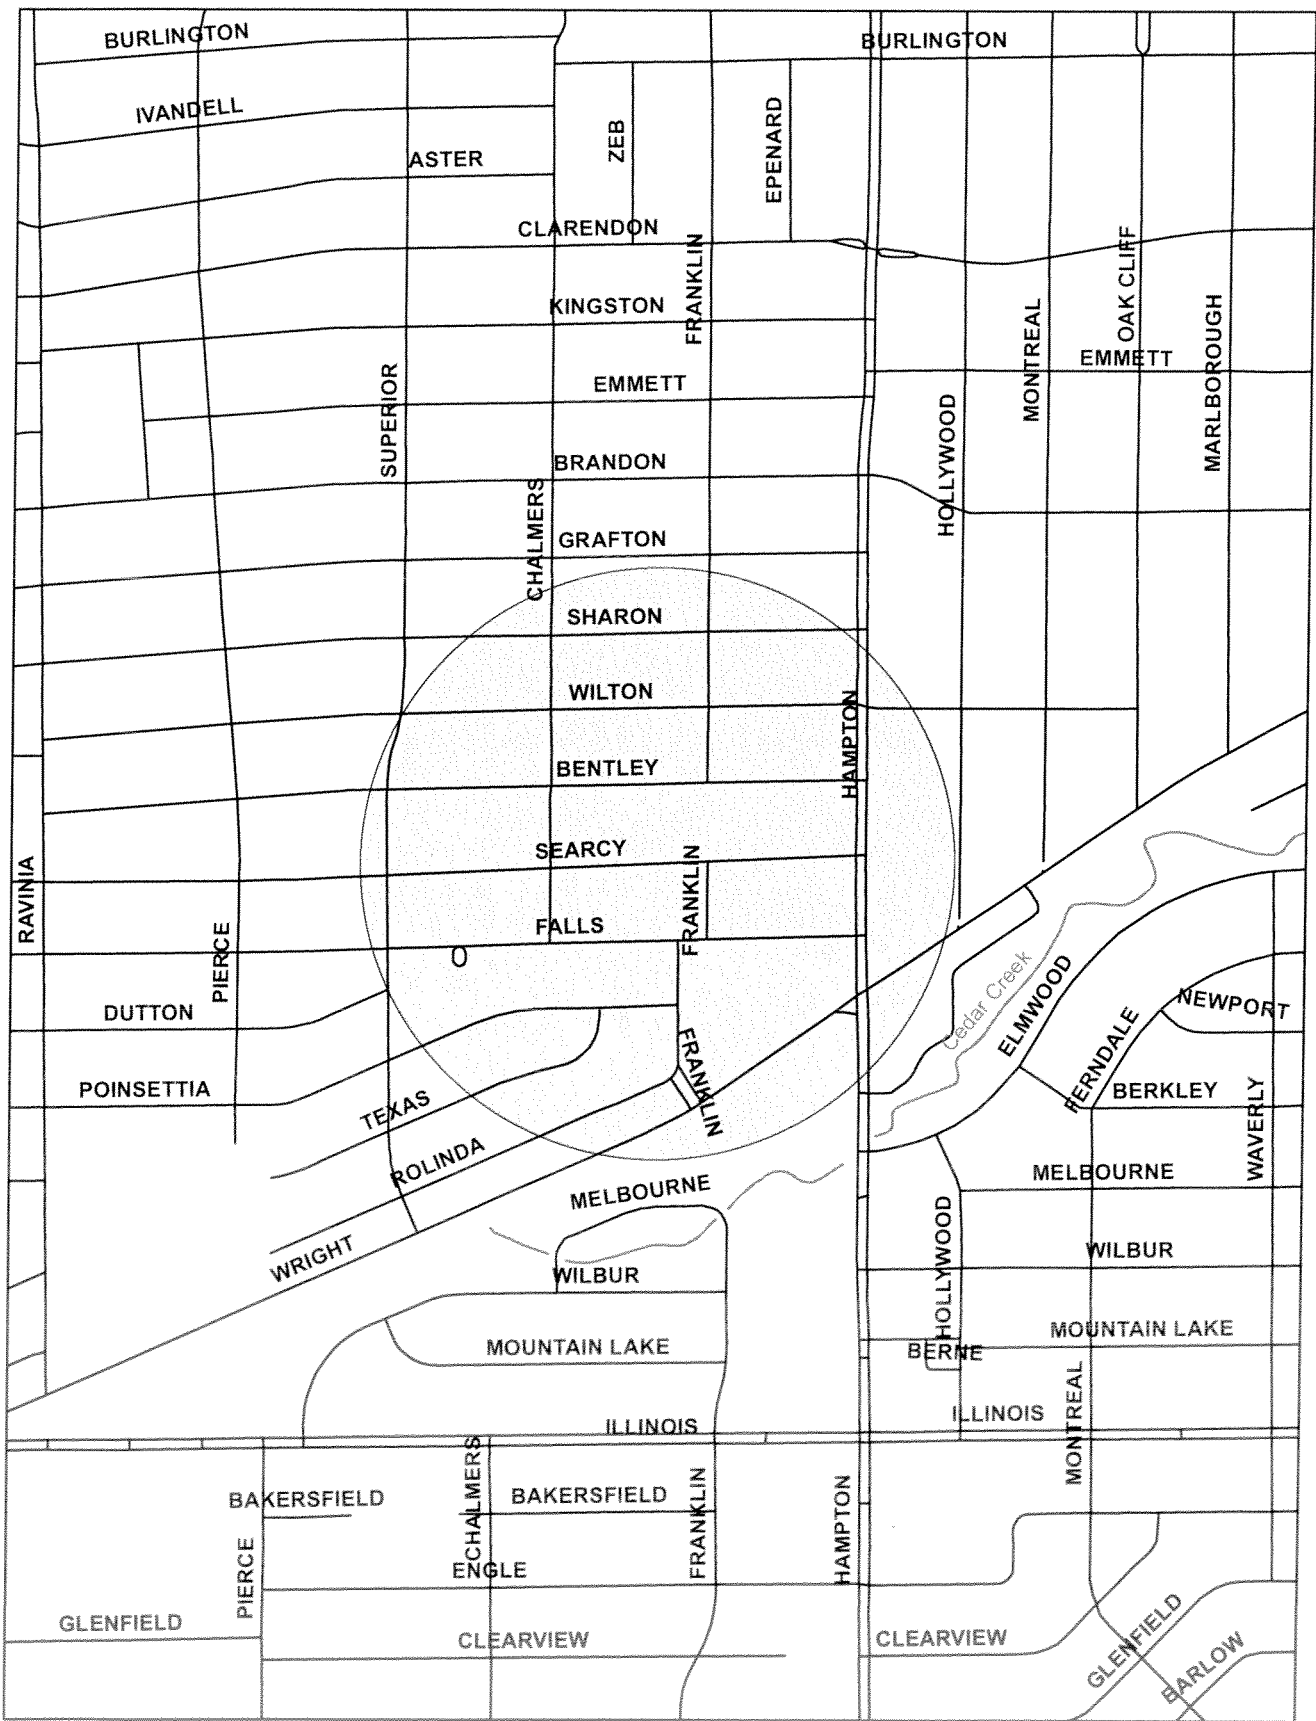 BURLINGTON
BURLINGTON
IVANDELL
ZEB
EPENARD
ASTER
CLARENDON
FRANKLIN
OAK CLIFF
KINGSTON
MONTREAL
MARLBOROUGH
EMMETT
EMMETT
SUPERIOR
HOLLYWOOD
BRANDON
CHALMERS
GRAFTON
SHARON
WILTON
HAMPTON
BENTLEY
SEARCY
FRANKLIN
RAVINIA
FALLS
PIERCE
Cedar Creek
ELMWOOD
NEWPORT
DUTTON
FERNDALE
FRANKLIN
POINSETTIA
BERKLEY
TEXAS
WAVERLY
ROLINDA
MELBOURNE
MELBOURNE
HOLLYWOOD
WRIGHT
WILBUR
WILBUR
MOUNTAIN LAKE
MOUNTAIN LAKE
BERNE
ILLINOIS
ILLINOIS
MONTREAL
CHALMERS
BAKERSFIELD
BAKERSFIELD
FRANKLIN
HAMPTON
PIERCE
ENGLE
GLENFIELD
CLEARVIEW
CLEARVIEW
GLENFIELD
BARLOW